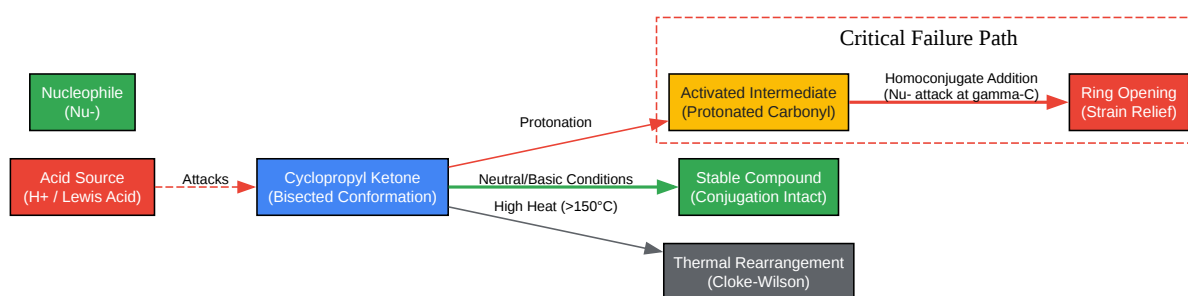 Critical Failure Path
Nucleophile
(Nu-)
Activated Intermediate
(Protonated Carbonyl)
Homoconjugate Addition
(Nu- attack at gamma-C)
Ring Opening
(Strain Relief)
Protonation
Acid Source
(H+ / Lewis Acid)
Attacks
Cyclopropyl Ketone
(Bisected Conformation)
Neutral/Basic Conditions
Stable Compound
(Conjugation Intact)
High Heat (>150°C)
Thermal Rearrangement
(Cloke-Wilson)